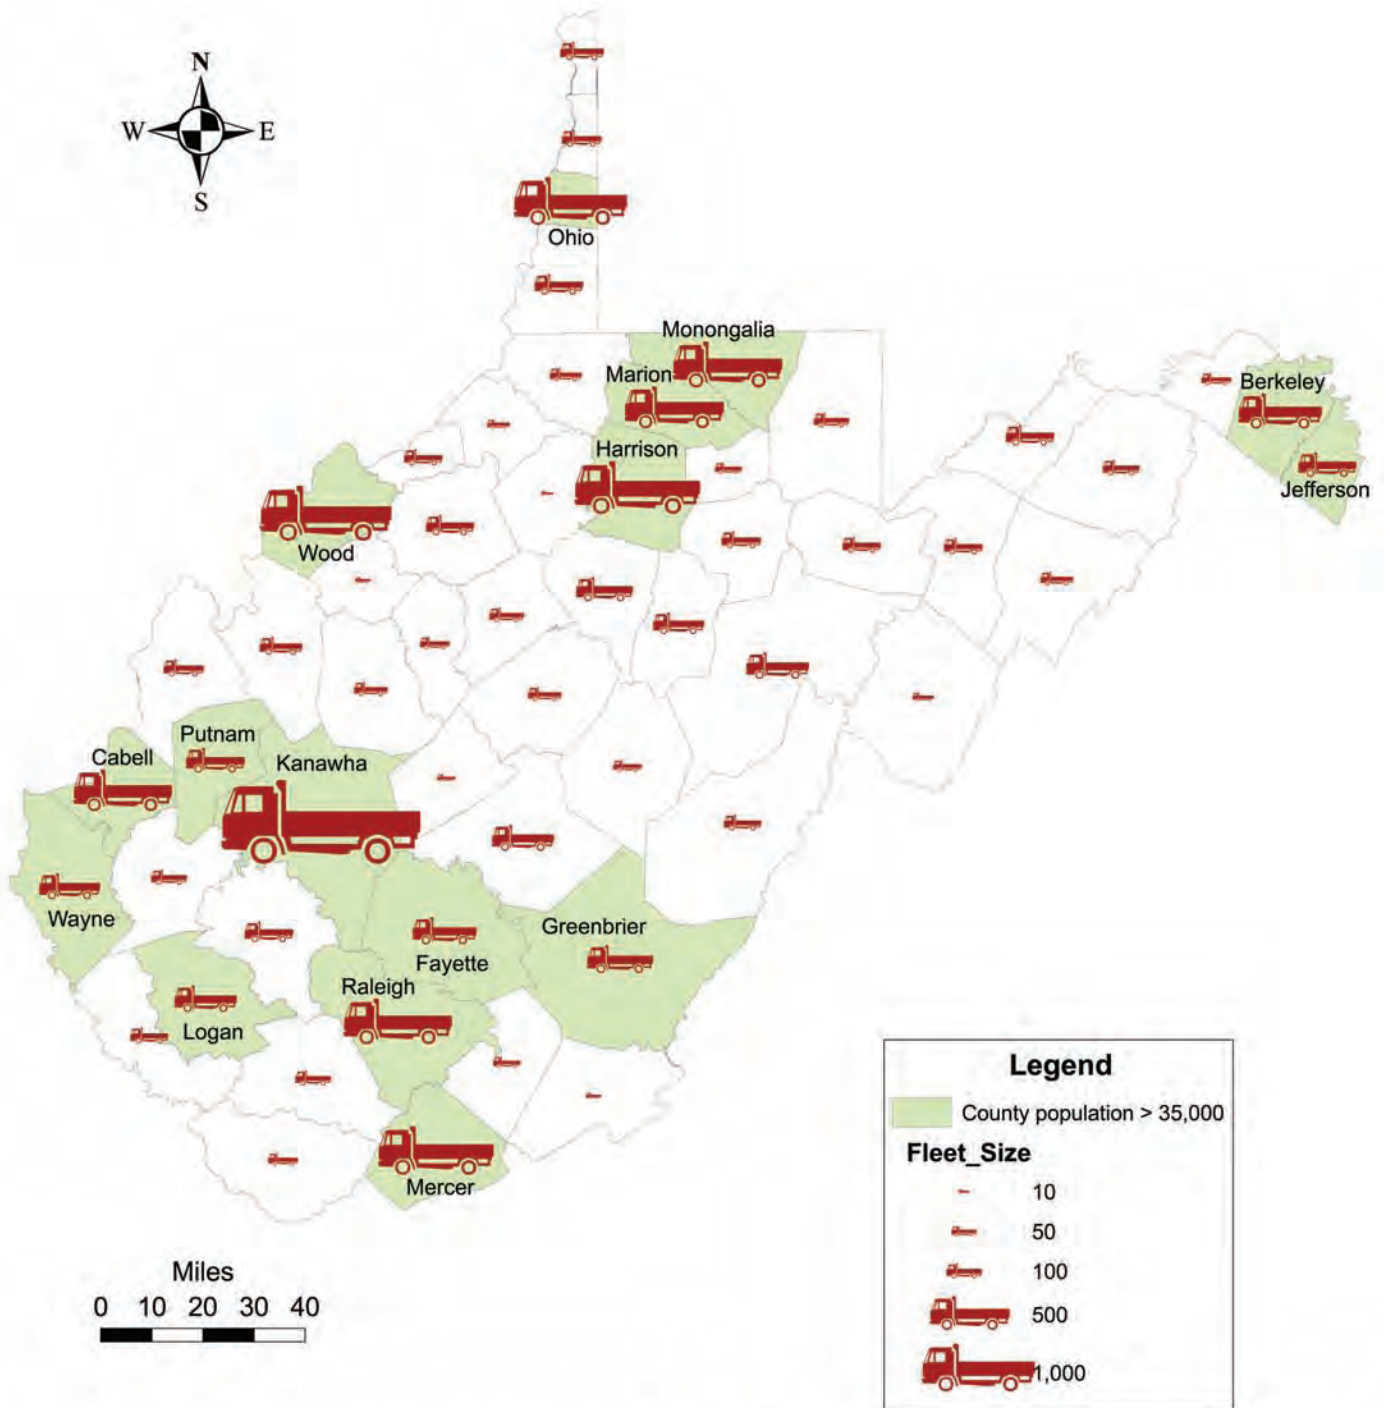 N
W E
S
Ohio
Monongalia
Marion
Berkeley
Harrison
Jefferson
Wood
Putnam
Cabell
Kanawha
Wayne
Greenbrier
Fayette
Raleigh
Logan
Mercer
Legend
County population > 35,000
Fleet_Size
10
50
100
500
1,000
Miles
0 10 20 30 40